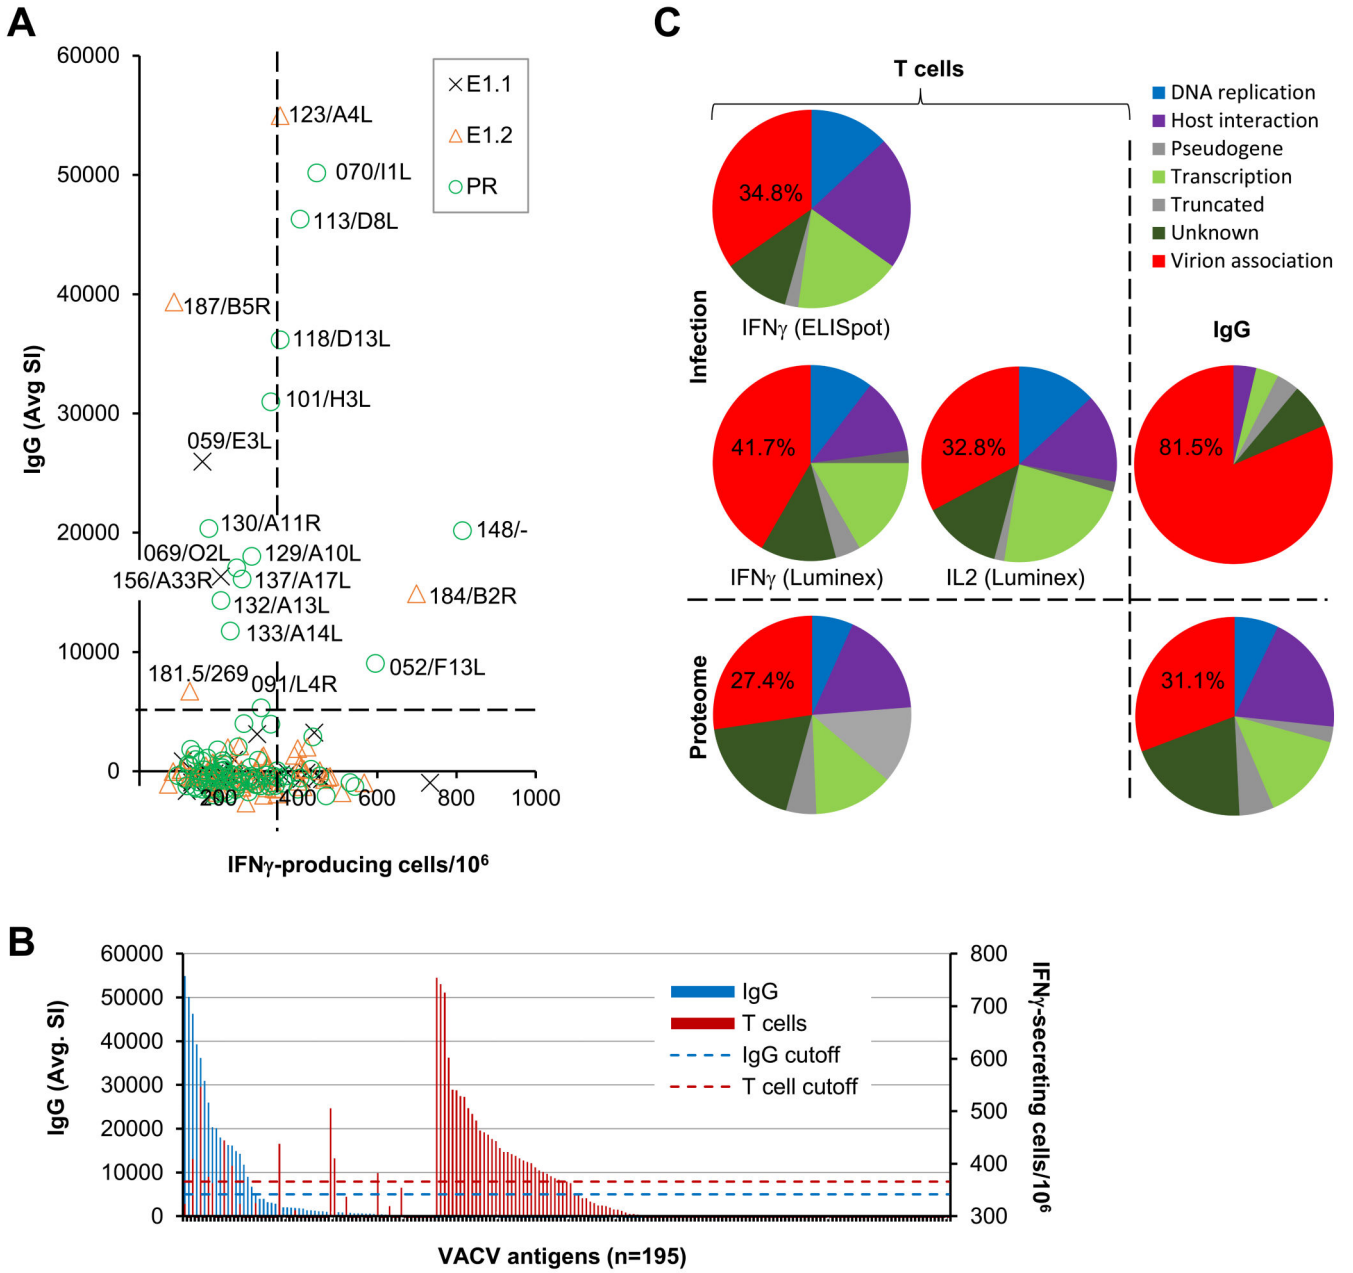 A
60000
50000
40000
30000
20000
10000
0
IgG (Avg SI)
E1.1
E1.2
PR
123/A4L
070/I1L
113/D8L
187/B5R
118/D13L
101/H3L
059/E3L
130/A11R
148/-
069/O2L
129/A10L
156/A33R
137/A17L
184/B2R
132/A13L
133/A14L
052/F13L
181.5/269
091/L4R
200
400
600
800
1000
IFNγ-producing cells/10⁶
C
T cells
DNA replication
Host interaction
Pseudogene
Transcription
Truncated
Unknown
Virion association
Infection
34.8%
IFNγ (ELISpot)
IgG
41.7%
32.8%
81.5%
IFNγ (Luminex)
IL2 (Luminex)
Proteome
27.4%
31.1%
B
60000
50000
40000
30000
20000
10000
0
IgG (Avg. SI)
IgG
T cells
IgG cutoff
T cell cutoff
800
700
600
500
400
300
IFNγ-secreting cells/10⁶
VACV antigens (n=195)